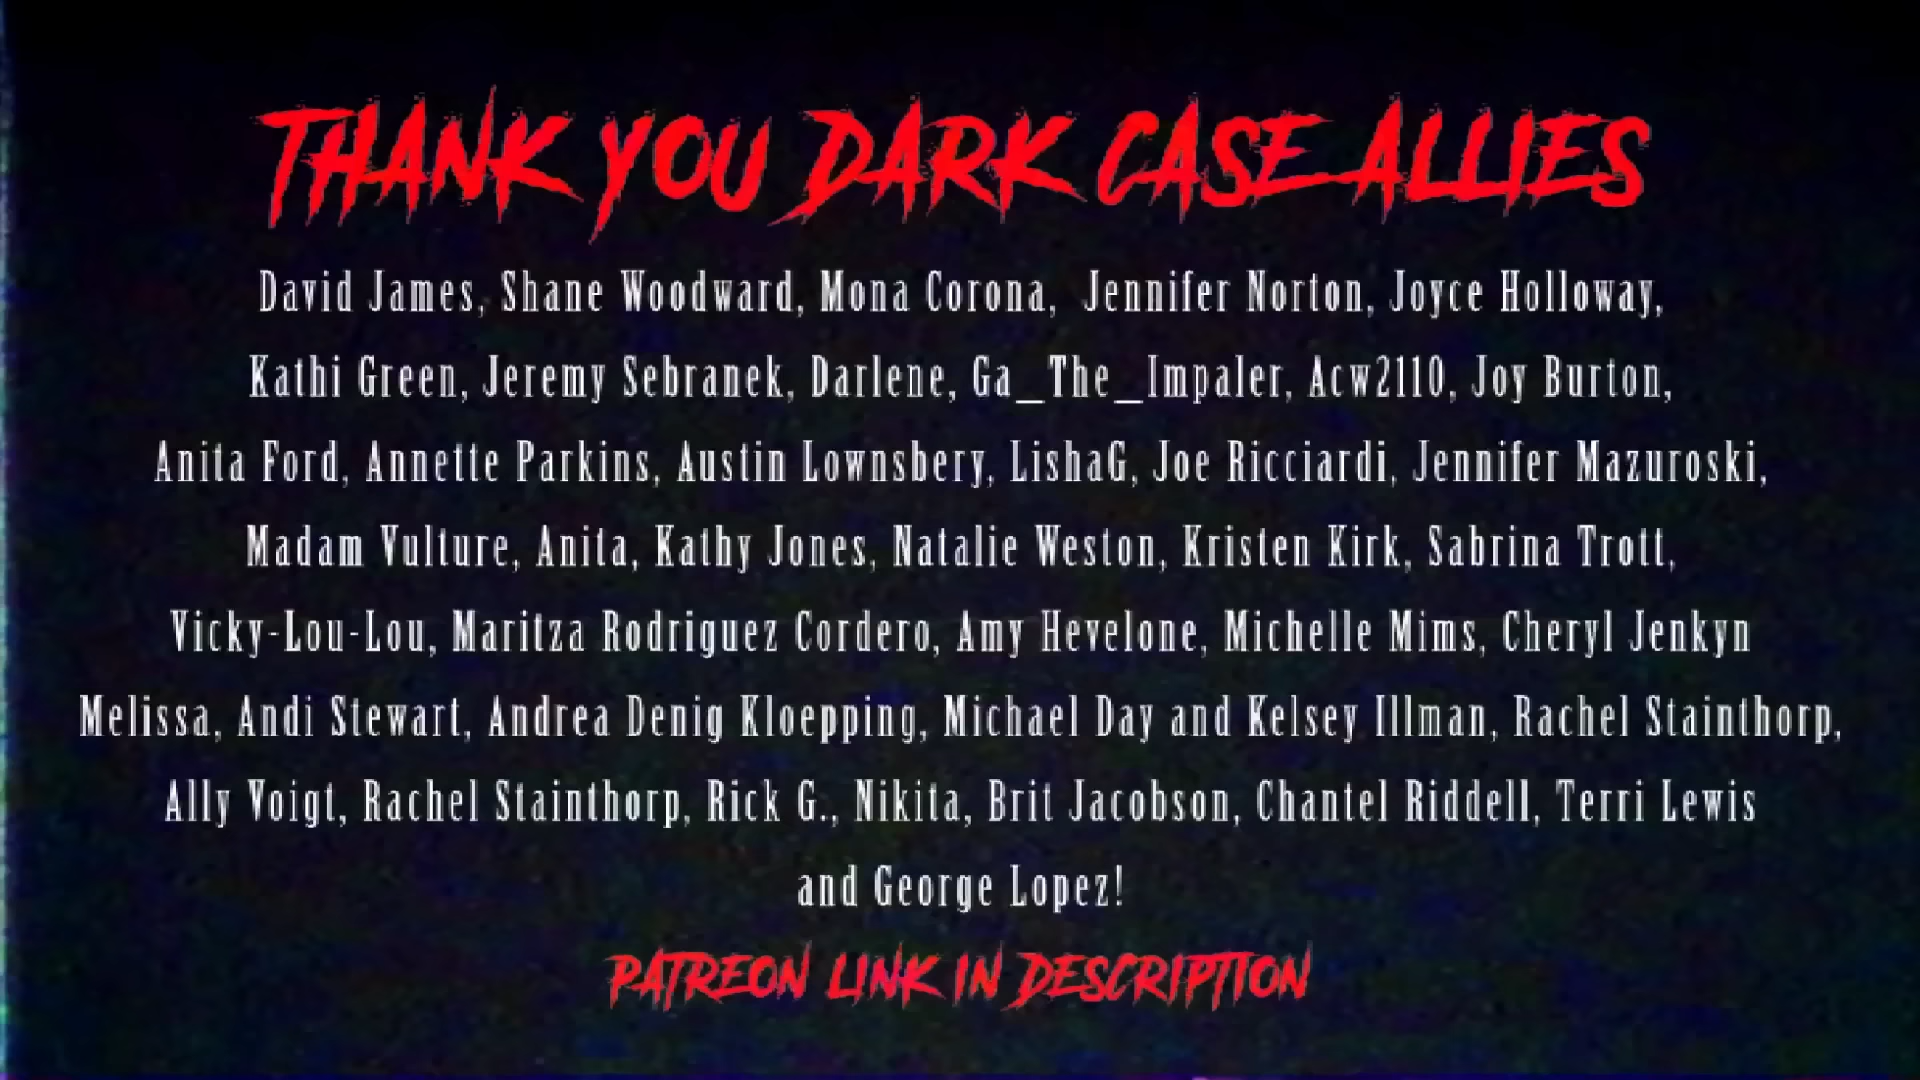 THANK YOU DARK CASE ALLIES
David James, Shane Woodward, Mona Corona, Jennifer Norton, Joyce Holloway,
Kathi Green, Jeremy Sebranek, Darlene, Ga_The_Impaler, Acw2110, Joy Burton,
Anita Ford, Annette Parkins, Austin Lownsbery, LishaG, Joe Ricciardi, Jennifer Mazuroski,
Madam Vulture, Anita, Kathy Jones, Natalie Weston, Kristen Kirk, Sabrina Trott,
Vicky-Lou-Lou, Maritza Rodriguez Cordero, Amy Hevelone, Michelle Mims, Cheryl Jenkyn
Melissa, Andi Stewart, Andrea Denig Kloepping, Michael Day and Kelsey Illman, Rachel Stainthorp,
Ally Voigt, Rachel Stainthorp, Rick G., Nikita, Brit Jacobson, Chantel Riddell, Terri Lewis
and George Lopez!
PATREON LINK IN DESCRIPTION